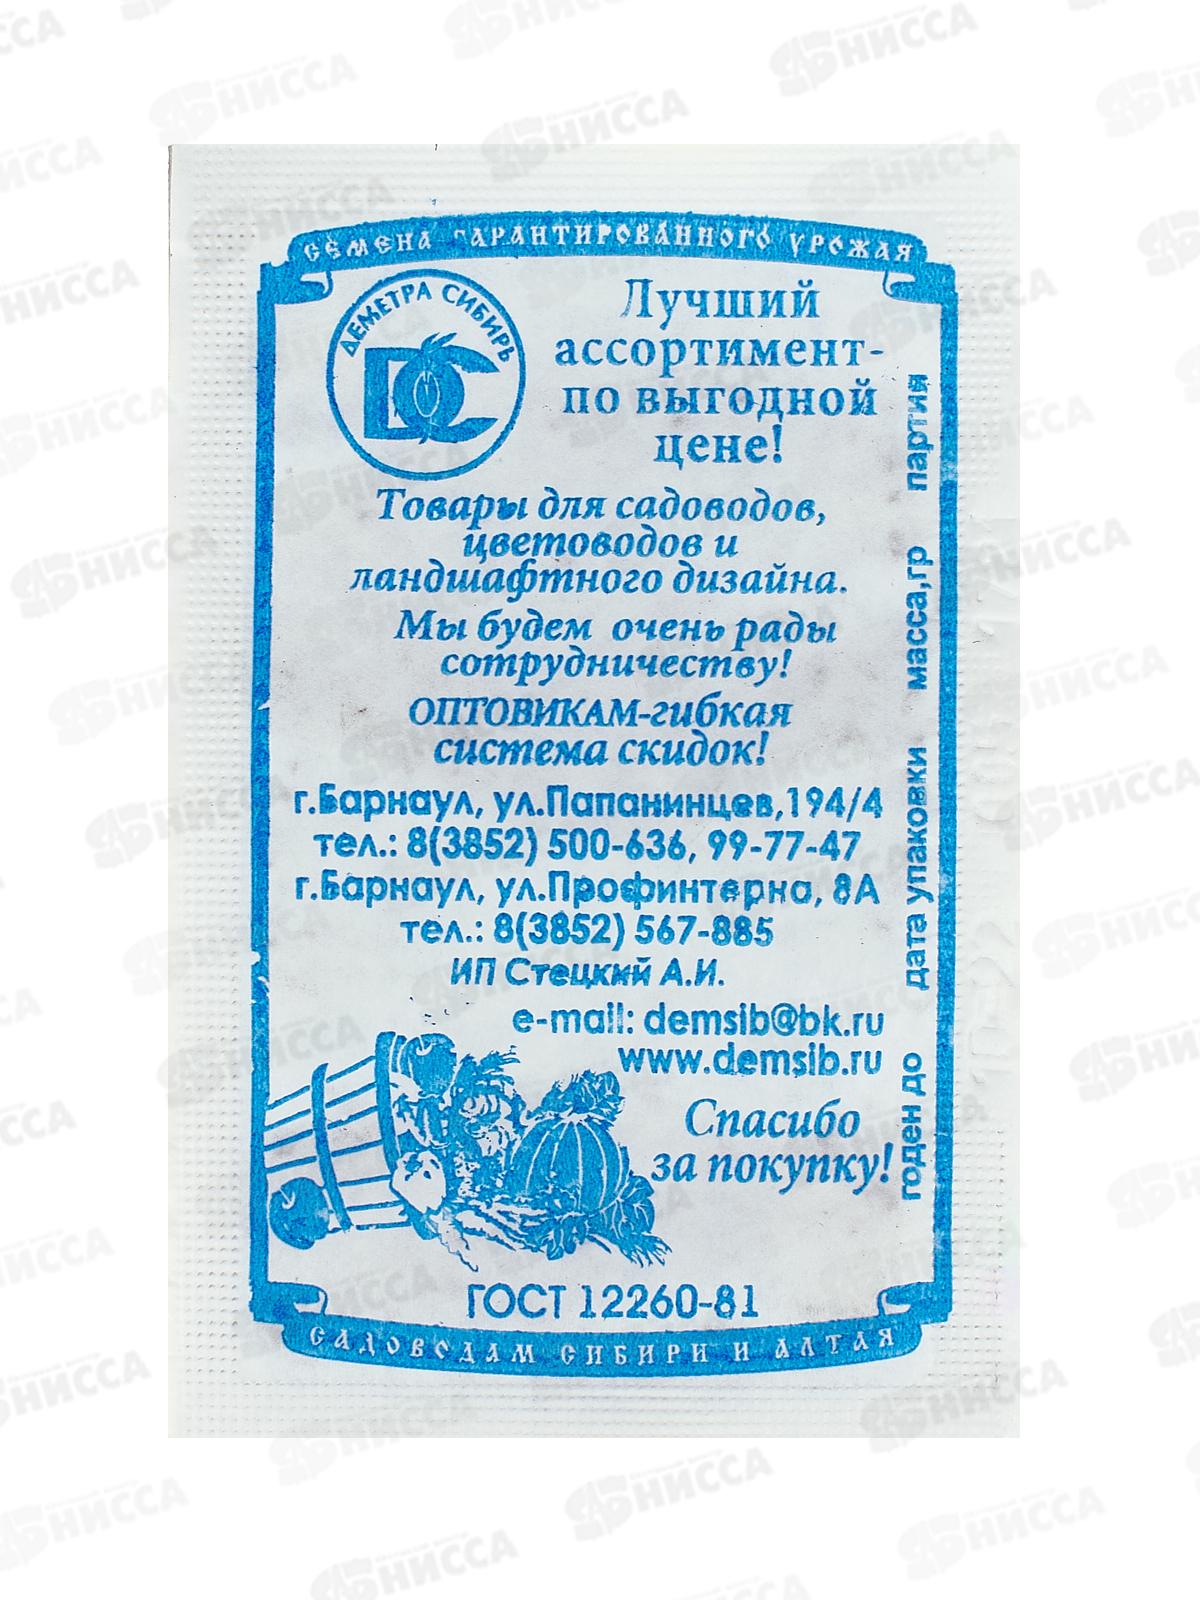 СЕМЕНА ГАРАНТИРОВАННОГО УРОЖАЯ
ДЕМЕТРА СИБИРЬ
DC
Лучший
ассортимент-
по выгодной
цене!
Товары для садоводов,
цветоводов и
ландшафтного дизайна.
Мы будем очень рады
сотрудничеству!
ОПТОВИКАМ-гибкая
система скидок!
г.Барнаул, ул.Папанинцев,194/4
тел.: 8(3852) 500-636, 99-77-47
г.Барнаул, ул.Профинтерна, 8А
тел.: 8(3852) 567-885
ИП Стецкий А.И.
e-mail: demsib@bk.ru
www.demsib.ru
Спасибо
за покупку!
ГОСТ 12260-81
САДОВОДАМ СИБИРИ И АЛТАЯ
годен до дата упаковки масса,гр партия
НИССА